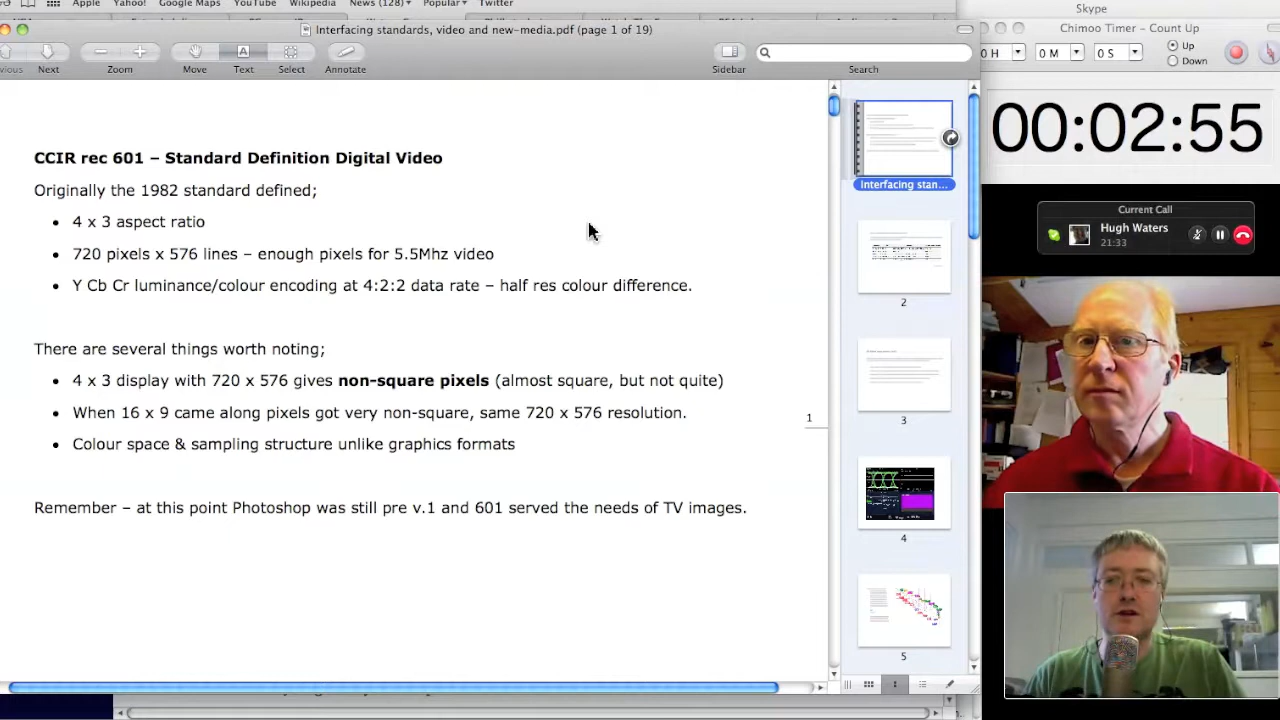 Apple Yahoo! Google Maps YouTube Wikipedia News (128) Popular Twitter
Skype
Interfacing standards, video and new-media.pdf (page 1 of 19)
Chimoo Timer – Count Up
Next Zoom Move Text Select Annotate Sidebar Search
0 H 0 M 0 S Up
Down
00:02:55
CCIR rec 601 – Standard Definition Digital Video
Originally the 1982 standard defined;
• 4 x 3 aspect ratio
• 720 pixels x 576 lines – enough pixels for 5.5Mhz video
• Y Cb Cr luminance/colour encoding at 4:2:2 data rate – half res colour difference.
There are several things worth noting;
• 4 x 3 display with 720 x 576 gives non-square pixels (almost square, but not quite)
• When 16 x 9 came along pixels got very non-square, same 720 x 576 resolution.
• Colour space & sampling structure unlike graphics formats
Remember – at this point Photoshop was still pre v.1 and 601 served the needs of TV images.
1
Interfacing stan...
2
3
4
5
Current Call
Hugh Waters
21:33